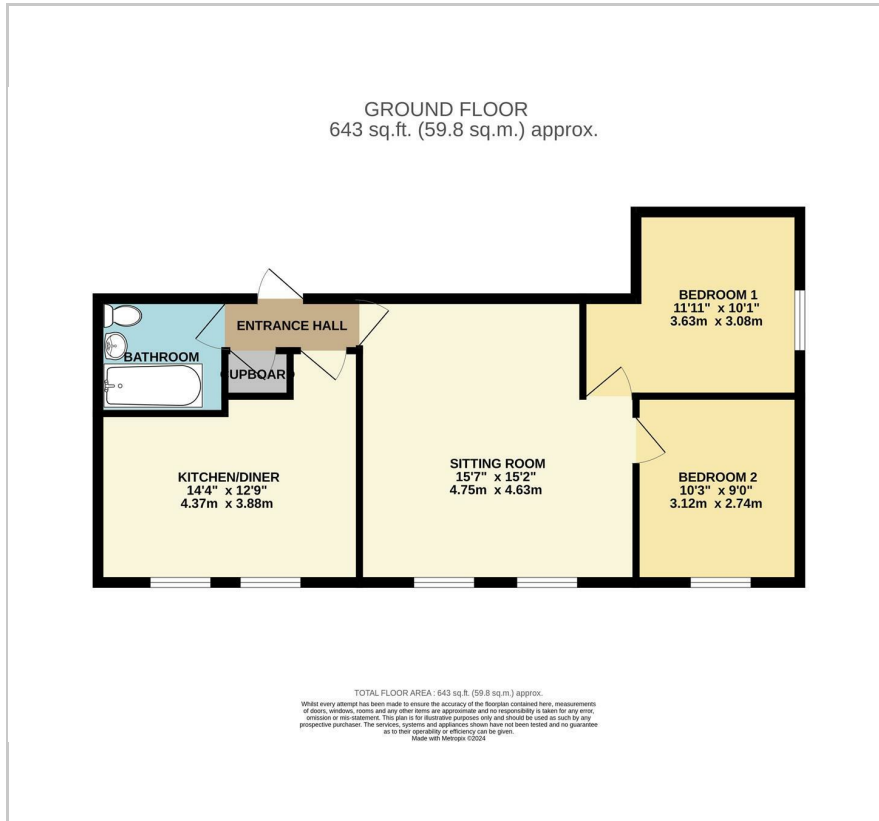 GROUND FLOOR
643 sq.ft. (59.8 sq.m.) approx.
BEDROOM 1
11'11" x 10'1"
3.63m x 3.08m
ENTRANCE HALL
BATHROOM
CUPBOARD
KITCHEN/DINER
14'4" x 12'9"
4.37m x 3.88m
SITTING ROOM
15'7" x 15'2"
4.75m x 4.63m
BEDROOM 2
10'3" x 9'0"
3.12m x 2.74m
TOTAL FLOOR AREA : 643 sq.ft. (59.8 sq.m.) approx.
Whilst every attempt has been made to ensure the accuracy of the floorplan contained here, measurements
of doors, windows, rooms and any other items are approximate and no responsibility is taken for any error,
omission or mis-statement. This plan is for illustrative purposes only and should be used as such by any
prospective purchaser. The services, systems and appliances shown have not been tested and no guarantee
as to their operability or efficiency can be given.
Made with Metropix ©2024